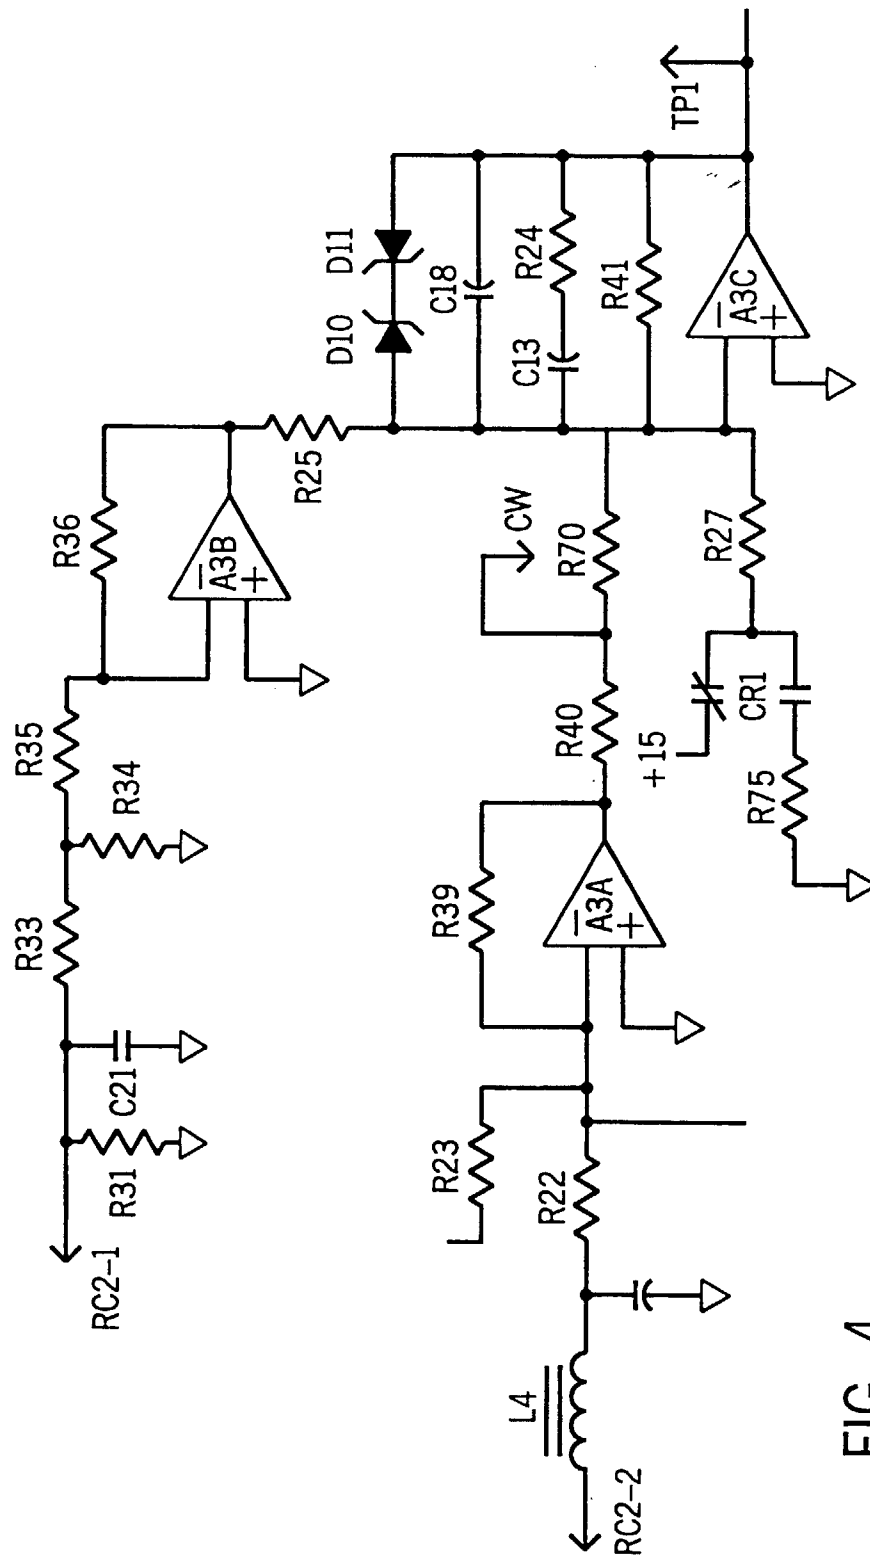 RC2-1
R31
C21
R33
R34
R35
R36
−
A3B
+
R25
D10
D11
C18
C13
R24
R41
−
A3C
+
TP1
RC2-2
L4
R22
R23
R39
−
A3A
+
R40
CW
R70
+15
CR1
R75
R27
FIG. 4